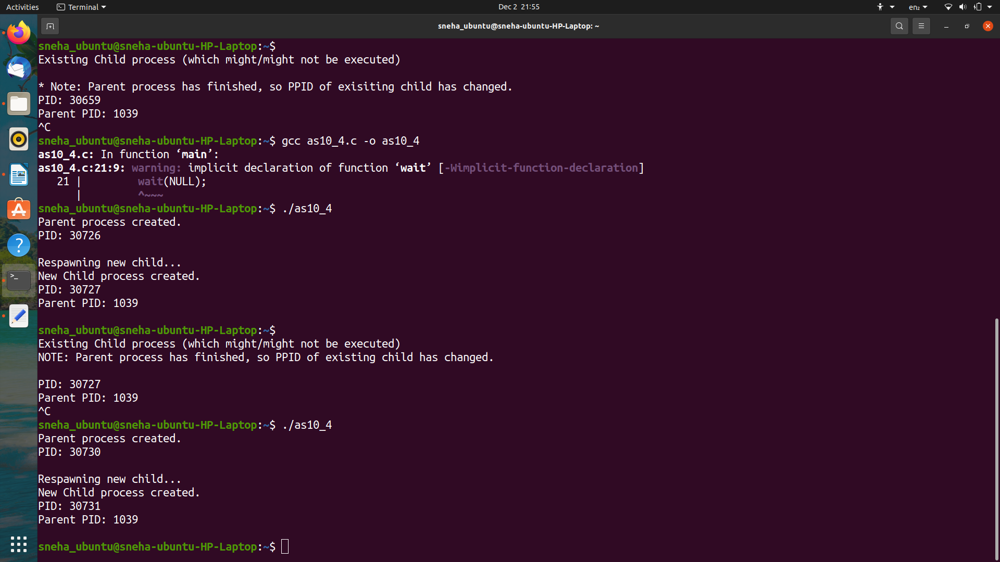 Activities
Terminal
Dec 2 21:55
en₂
sneha_ubuntu@sneha-ubuntu-HP-Laptop: ~
sneha_ubuntu@sneha-ubuntu-HP-Laptop:~$
Existing Child process (which might/might not be executed)
* Note: Parent process has finished, so PPID of exisiting child has changed.
PID: 30659
Parent PID: 1039
^C
sneha_ubuntu@sneha-ubuntu-HP-Laptop:~$ gcc as10_4.c -o as10_4
as10_4.c: In function ‘main’:
as10_4.c:21:9: warning: implicit declaration of function ‘wait’ [-Wimplicit-function-declaration]
   21 |         wait(NULL);
      |         ^~~~
sneha_ubuntu@sneha-ubuntu-HP-Laptop:~$ ./as10_4
Parent process created.
PID: 30726
Respawning new child...
New Child process created.
PID: 30727
Parent PID: 1039
sneha_ubuntu@sneha-ubuntu-HP-Laptop:~$
Existing Child process (which might/might not be executed)
NOTE: Parent process has finished, so PPID of existing child has changed.
PID: 30727
Parent PID: 1039
^C
sneha_ubuntu@sneha-ubuntu-HP-Laptop:~$ ./as10_4
Parent process created.
PID: 30730
Respawning new child...
New Child process created.
PID: 30731
Parent PID: 1039
sneha_ubuntu@sneha-ubuntu-HP-Laptop:~$